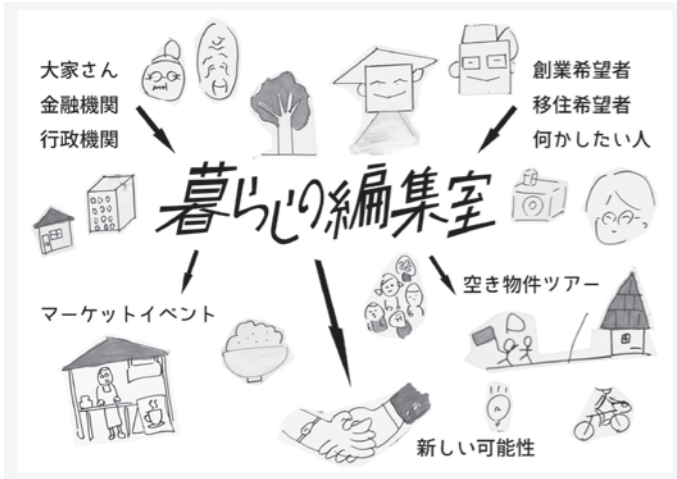 大家さん
金融機関
行政機関
創業希望者
移住希望者
何かしたい人
暮らしの編集室
マーケットイベント
空き物件ツアー
新しい可能性